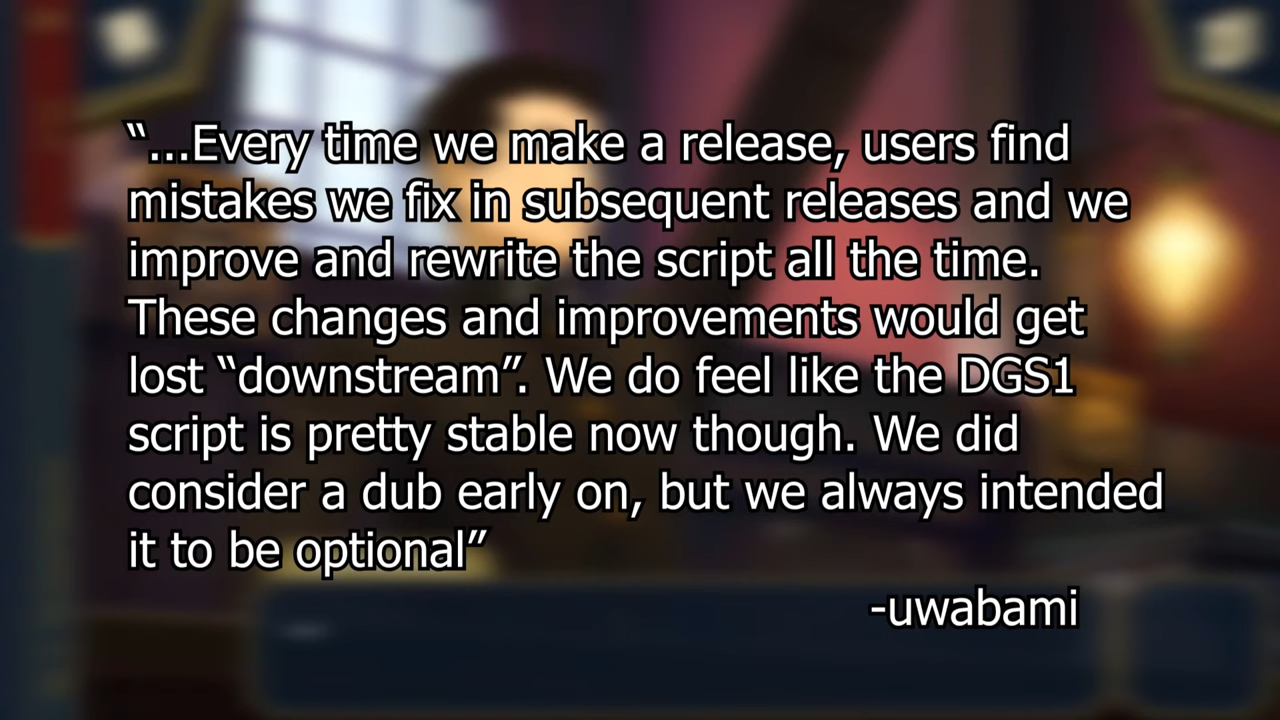 “...Every time we make a release, users find
mistakes we fix in subsequent releases and we
improve and rewrite the script all the time.
These changes and improvements would get
lost “downstream”. We do feel like the DGS1
script is pretty stable now though. We did
consider a dub early on, but we always intended
it to be optional”
-uwabami